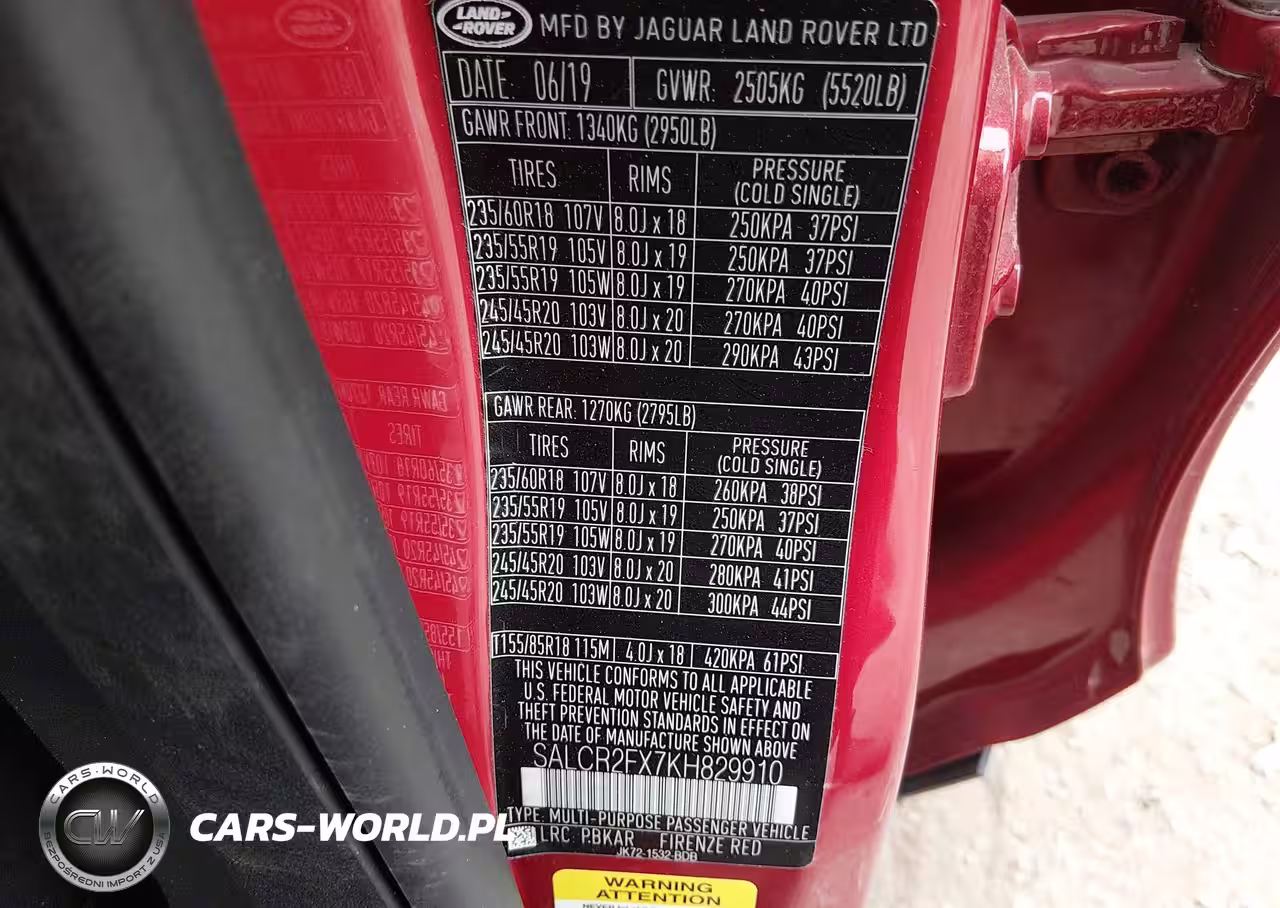 LAND ROVER MFD BY JAGUAR LAND ROVER LTD
DATE: 06/19 GVWR: 2505KG (5520LB)
GAWR FRONT: 1340KG (2950LB)
TIRES RIMS PRESSURE (COLD SINGLE)
235/60R18 107V 8.0J x 18 250KPA 37PSI
235/55R19 105V 8.0J x 19 250KPA 37PSI
235/55R19 105W 8.0J x 19 270KPA 40PSI
245/45R20 103V 8.0J x 20 270KPA 40PSI
245/45R20 103W 8.0J x 20 290KPA 43PSI
GAWR REAR: 1270KG (2795LB)
TIRES RIMS PRESSURE (COLD SINGLE)
235/60R18 107V 8.0J x 18 260KPA 38PSI
235/55R19 105V 8.0J x 19 250KPA 37PSI
235/55R19 105W 8.0J x 19 270KPA 40PSI
245/45R20 103V 8.0J x 20 280KPA 41PSI
245/45R20 103W 8.0J x 20 300KPA 44PSI
T155/85R18 115M 4.0J x 18 420KPA 61PSI
THIS VEHICLE CONFORMS TO ALL APPLICABLE
U.S. FEDERAL MOTOR VEHICLE SAFETY AND
THEFT PREVENTION STANDARDS IN EFFECT ON
THE DATE OF MANUFACTURE SHOWN ABOVE
SALCR2FX7KH829910
TYPE: MULTI-PURPOSE PASSENGER VEHICLE
LRC: P.BKAR FIRENZE RED
JK72-1532-BDB
WARNING
ATTENTION
CARS-WORLD
CW
BEZPOŚREDNI IMPORT Z USA
CARS-WORLD.PL